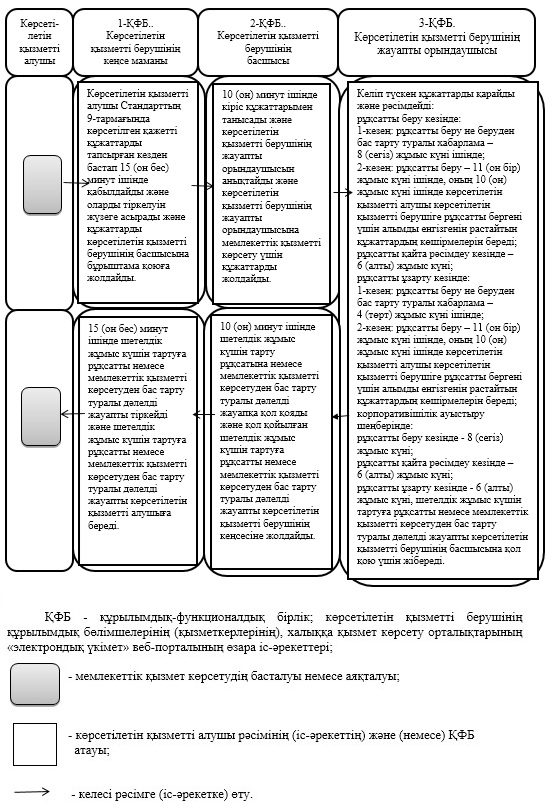 Көрсеті-
летін
қызметті
алушы
1-ҚФБ..
Көрсетілетін
қызметті берушінің
кеңсе маманы
2-ҚФБ..
Көрсетілетін қызметті
берушінің
басшысы
3-ҚФБ.
Көрсетілетін қызметті берушінің
жауапты орындаушысы
Көрсетілетін қызметті
алушы Стандарттың
9-тармағында
көрсетілген қажетті
құжаттарды
тапсырған кезден
бастап 15 (он бес)
минут ішінде
қабылдайды және
оларды тіркелуін
жүзеге асырады және
құжаттарды
көрсетілетін қызметті
берушінің басшысына
бұрыштама қоюға
жолдайды.
10 (он) минут ішінде
кіріс құжаттарымен
танысады және
көрсетілетін
қызметті берушінің
жауапты
орындаушысын
анықтайды және
көрсетілетін
қызметті берушінің
жауапты
орындаушысына
мемлекеттік қызметті
көрсету үшін
құжаттарды
жолдайды.
Келіп түскен құжаттарды қарайды
және рәсімдейді:
рұқсатты беру кезінде:
1-кезең: рұқсатты беру не беруден
бас тарту туралы хабарлама –
8 (сегіз) жұмыс күні ішінде;
2-кезең: рұқсатты беру – 11 (он бір)
жұмыс күні ішінде, оның 10 (он)
жұмыс күні ішінде көрсетілетін
қызметті алушы көрсетілетін
қызметті берушіге рұқсатты бергені
үшін алымды енгізгенін растайтын
құжаттардың көшірмелерін береді;
рұқсатты қайта рәсімдеу кезінде –
6 (алты) жұмыс күні;
рұқсатты ұзарту кезінде:
1-кезең: рұқсатты беру не беруден
бас тарту туралы хабарлама –
4 (төрт) жұмыс күні ішінде;
2-кезең: рұқсатты беру – 11 (он бір)
жұмыс күні ішінде, оның 10 (он)
жұмыс күні ішінде көрсетілетін
қызметті алушы көрсетілетін
қызметті берушіге рұқсатты бергені
үшін алымды енгізгенін растайтын
құжаттардың көшірмелерін береді;
корпоративішілік ауыстыру
шеңберінде:
рұқсатты беру кезінде - 8 (сегіз)
жұмыс күні;
рұқсатты қайта рәсімдеу кезінде –
6 (алты) жұмыс күні;
рұқсатты ұзарту кезінде - 6 (алты)
жұмыс күні, шетелдік жұмыс күшін
тартуға рұқсатты немесе мемлекеттік
қызметті көрсетуден бас тарту
туралы дәлелді жауапты көрсетілетін
қызметті берушінің басшысына қол
қою үшін жібереді.
15 (он бес) минут
ішінде шетелдік
жұмыс күшін тартуға
рұқсатты немесе
мемлекеттік қызметті
көрсетуден бас тарту
туралы дәлелді
жауапты тіркейді
және шетелдік
жұмыс күшін тартуға
рұқсатты немесе
мемлекеттік қызметті
көрсетуден бас тарту
туралы дәлелді
жауапты көрсетілетін
қызметті алушыға
береді.
10 (он) минут ішінде
шетелдік жұмыс
күшін тарту
рұқсатына немесе
мемлекеттік қызметті
көрсетуден бас тарту
туралы дәлелді
жауапқа қол қояды
және қол қойылған
шетелдік жұмыс
күшін тартуға
рұқсатты немесе
мемлекеттік қызметті
көрсетуден бас тарту
туралы дәлелді
жауапты көрсетілетін
қызметті берушінің
кеңсесіне жолдайды.
ҚФБ - құрылымдық-функционалдық бірлік; көрсетілетін қызметті берушінің
құрылымдық бөлімшелерінің (қызметкерлерінің), халыққа қызмет көрсету орталықтарының
«электрондық үкімет» веб-порталының өзара іс-әрекеттері;
- мемлекеттік қызмет көрсетудің басталуы немесе аяқталуы;
- көрсетілетін қызметті алушы рәсімінің (іс-әрекеттің) және (немесе) ҚФБ
атауы;
- келесі рәсімге (іс-әрекетке) өту.